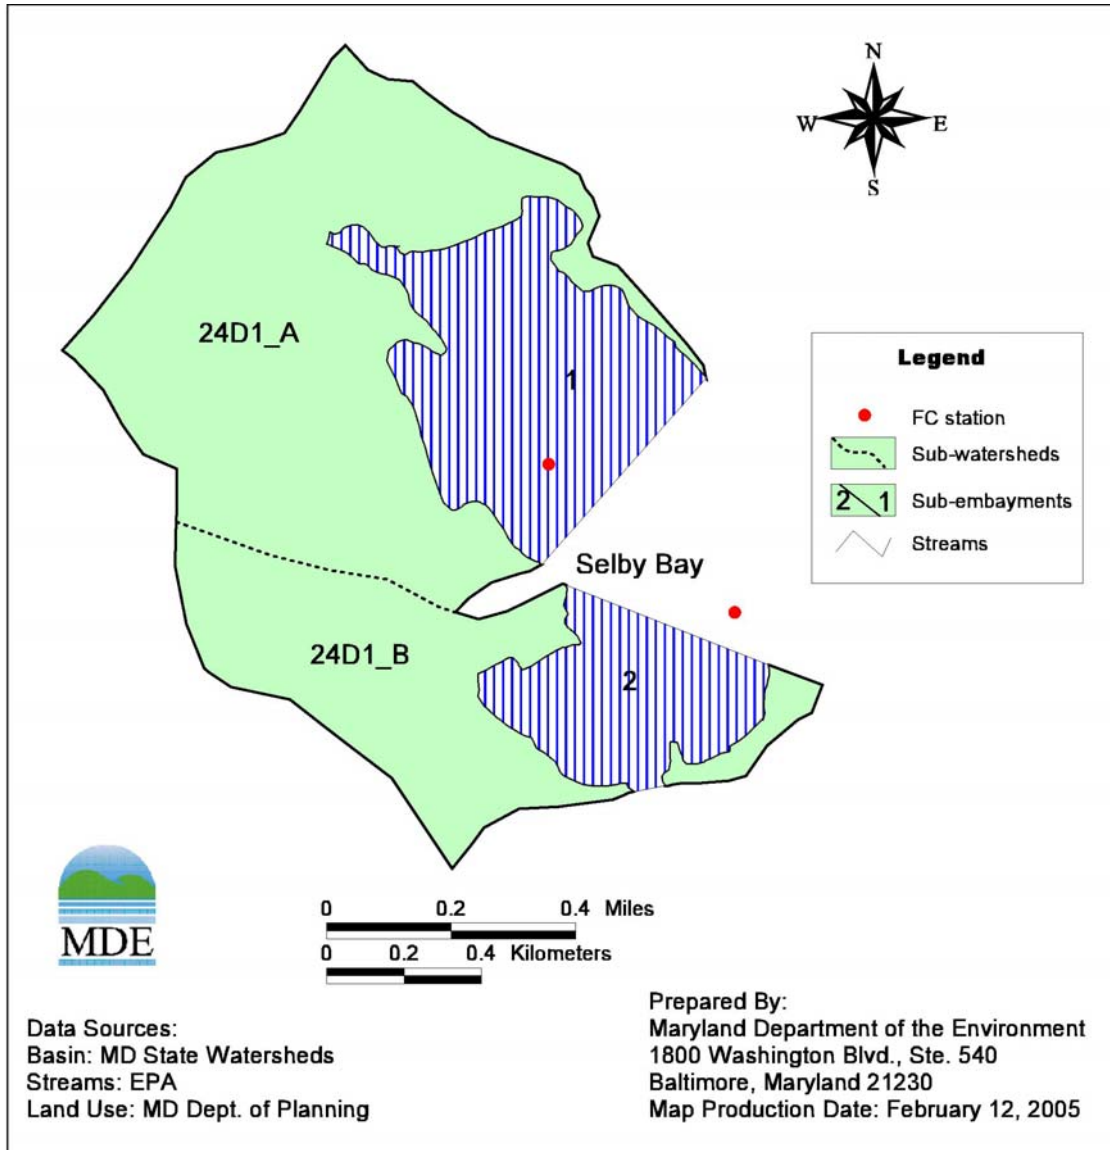 N
W E
S
24D1_A
1
Legend
FC station
Sub-watersheds
2 1 Sub-embayments
Streams
Selby Bay
24D1_B
2
MDE
0 0.2 0.4 Miles
0 0.2 0.4 Kilometers
Data Sources:
Basin: MD State Watersheds
Streams: EPA
Land Use: MD Dept. of Planning
Prepared By:
Maryland Department of the Environment
1800 Washington Blvd., Ste. 540
Baltimore, Maryland 21230
Map Production Date: February 12, 2005